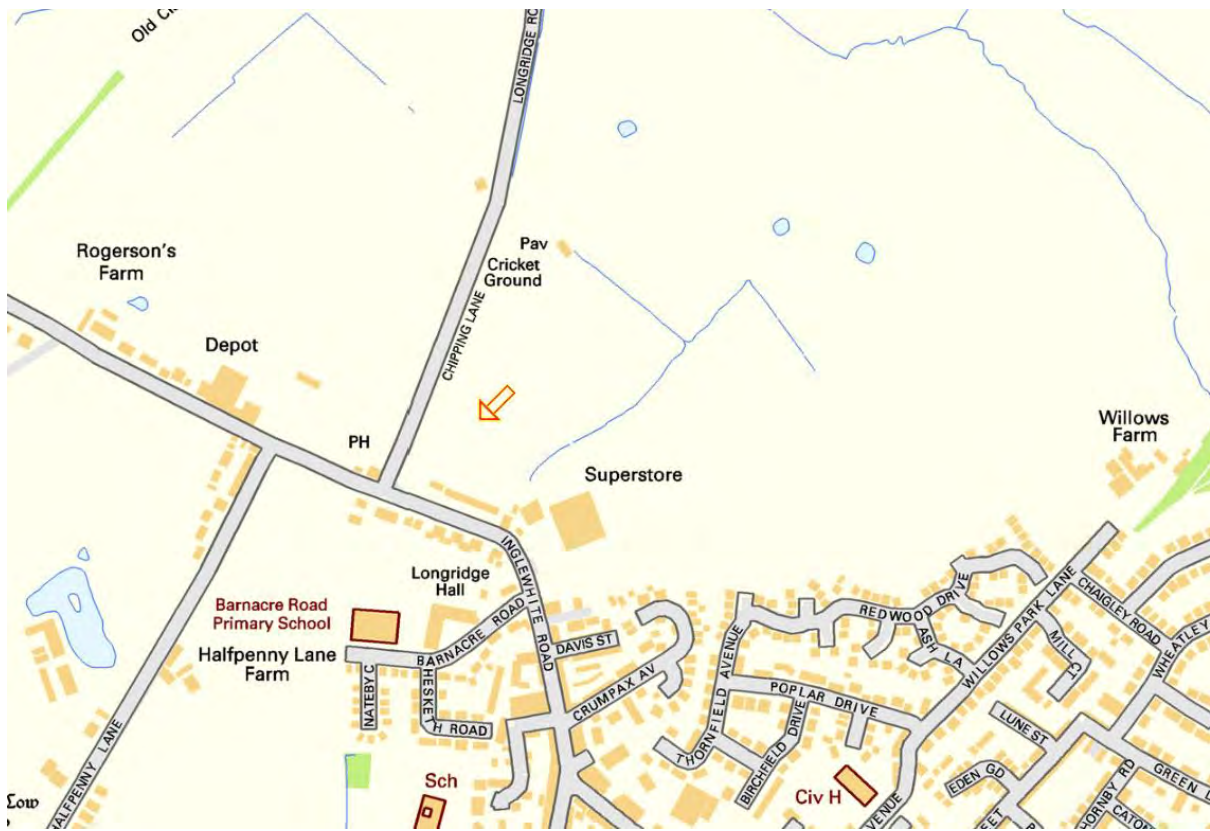 Old Cl
LONGRIDGE RO
Rogerson's
Farm
Pav
Cricket
Ground
CHIPPING LANE
Depot
PH
Superstore
Willows
Farm
INGLEWHITE ROAD
Longridge
Hall
Barnacre Road
Primary School
Halfpenny Lane
Farm
BARNACRE ROAD
DAVIS ST
CRUMPAX AV
NATEBY C
HESKETH ROAD
THORNFIELD AVENUE
REDWOOD DRIVE
ASH LA
WILLOWS PARK LANE
CHAIGLEY ROAD
MILL CT
WHEATLEY
POPLAR DRIVE
BIRCHFIELD DRIVE
LUNE ST
EDEN GD
GREEN L
HALFPENNY LANE
Sch
Civ H
VENUE
EET
HORNBY RD
CATO
Low